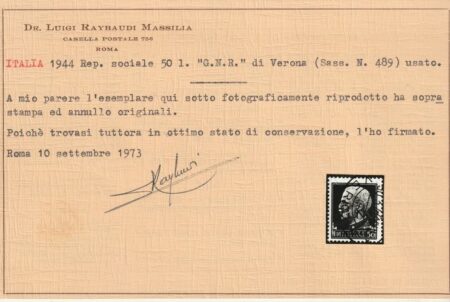 DR. LUIGI RAYBAUDI MASSILIA
CASELLA POSTALE 756
ROMA
ITALIA 1944 Rep. sociale 50 l. "G.N.R." di Verona (Sass. N. 489) usato.
A mio parere l'esemplare qui sotto fotograficamente riprodotto ha sopra
stampa ed annullo originali.
Poichè trovasi tuttora in ottimo stato di conservazione, l'ho firmato.
Roma 10 settembre 1973
Raybaudi